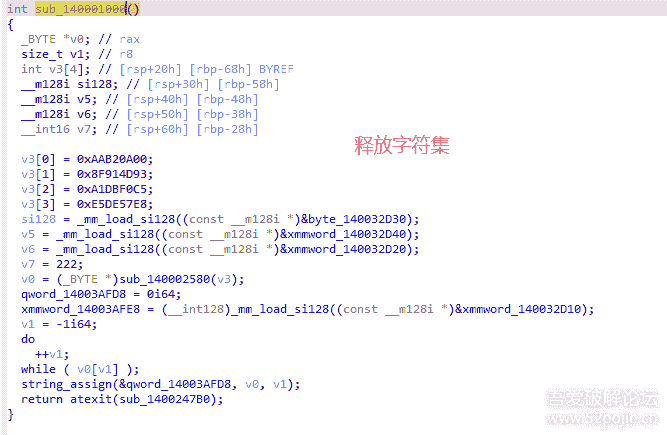 int sub_140001000()
{
  _BYTE *v0; // rax
  size_t v1; // r8
  int v3[4]; // [rsp+20h] [rbp-68h] BYREF
  __m128i si128; // [rsp+30h] [rbp-58h]
  __m128i v5; // [rsp+40h] [rbp-48h]
  __m128i v6; // [rsp+50h] [rbp-38h]
  __int16 v7; // [rsp+60h] [rbp-28h]
释放字符集
  v3[0] = 0xAAB20A00;
  v3[1] = 0x8F914D93;
  v3[2] = 0xA1DBF0C5;
  v3[3] = 0xE5DE57E8;
  si128 = _mm_load_si128((const __m128i *)&byte_140032D30);
  v5 = _mm_load_si128((const __m128i *)&xmmword_140032D40);
  v6 = _mm_load_si128((const __m128i *)&xmmword_140032D20);
  v7 = 222;
  v0 = (_BYTE *)sub_140002580(v3);
  qword_14003AFD8 = 0i64;
  xmmword_14003AFE8 = (__int128)_mm_load_si128((const __m128i *)&xmmword_140032D10);
  v1 = -1i64;
  do
    ++v1;
  while ( v0[v1] );
  string_assign(&qword_14003AFD8, v0, v1);
  return atexit(sub_1400247B0);
}
吾爱破解论坛
www.52pojie.cn